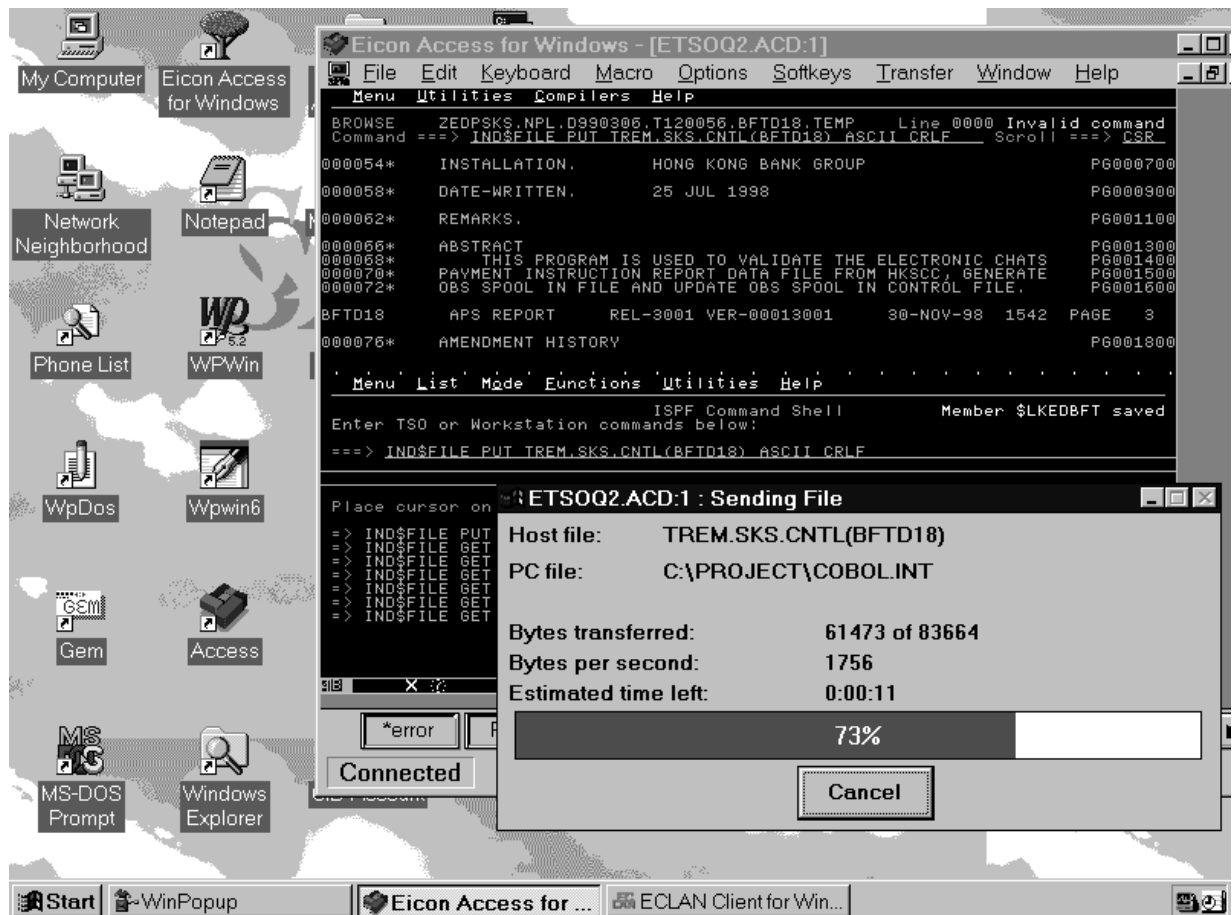 My Computer
Eicon Access for Windows
Network Neighborhood
Notepad
Phone List
WPWin
5.2
WpDos
Wpwin6
GEM
Gem
Access
MS-DOS Prompt
Windows Explorer
Eicon Access for Windows - [ETSOQ2.ACD:1]
File Edit Keyboard Macro Options Softkeys Transfer Window Help
Menu Utilities Compilers Help
BROWSE ZEDPSKS.NPL.D990306.T120056.BFTD18.TEMP Line 0000 Invalid command
Command ===> IND$FILE PUT TREM.SKS.CNTL(BFTD18) ASCII CRLF Scroll ===> CSR
000054* INSTALLATION. HONG KONG BANK GROUP PG000700
000058* DATE-WRITTEN. 25 JUL 1998 PG000900
000062* REMARKS. PG001100
000066* ABSTRACT PG001300
000068* THIS PROGRAM IS USED TO VALIDATE THE ELECTRONIC CHATS PG001400
000070* PAYMENT INSTRUCTION REPORT DATA FILE FROM HKSCC, GENERATE PG001500
000072* OBS SPOOL IN FILE AND UPDATE OBS SPOOL IN CONTROL FILE. PG001600
BFTD18 APS REPORT REL-3001 VER-00013001 30-NOV-98 1542 PAGE 3
000076* AMENDMENT HISTORY PG001800
Menu List Mode Functions Utilities Help
ISPF Command Shell Member $LKEDBFT saved
Enter TSO or Workstation commands below:
===> IND$FILE PUT TREM.SKS.CNTL(BFTD18) ASCII CRLF
Place cursor on
=> IND$FILE PUT
=> IND$FILE GET
=> IND$FILE GET
=> IND$FILE GET
=> IND$FILE GET
=> IND$FILE GET
=> IND$FILE GET
*error
Connected
ETSOQ2.ACD:1 : Sending File
Host file: TREM.SKS.CNTL(BFTD18)
PC file: C:\PROJECT\COBOL.INT
Bytes transferred: 61473 of 83664
Bytes per second: 1756
Estimated time left: 0:00:11
73%
Cancel
Start
WinPopup
Eicon Access for ...
ECLAN Client for Win...